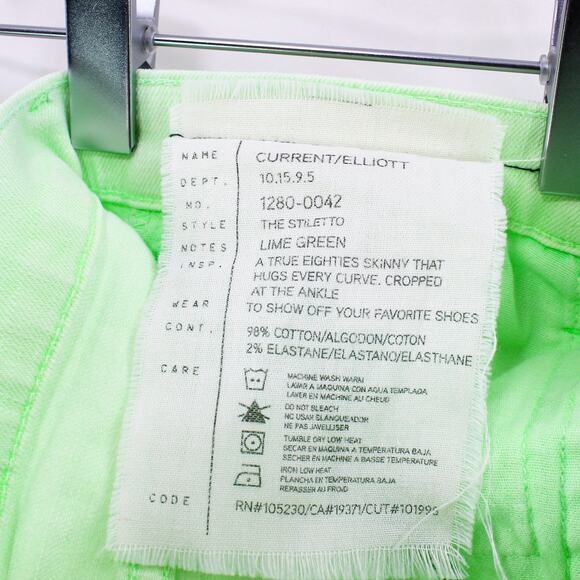 NAME CURRENT/ELLIOTT
DEPT. 10.15.9.5
NO. 1280-0042
STYLE THE STILETTO
NOTES LIME GREEN
INSP. A TRUE EIGHTIES SKINNY THAT
HUGS EVERY CURVE. CROPPED
AT THE ANKLE
WEAR TO SHOW OFF YOUR FAVORITE SHOES
CONT. 98% COTTON/ALGODON/COTON
2% ELASTANE/ELASTANO/ELASTHANE
CARE MACHINE WASH WARM
LAVAR A MAQUINA CON AGUA TEMPLADA
LAVER EN MACHINE AU CHEUD
DO NOT BLEACH
NO USAR BLANQUEADOR
NE PAS JAVELLISER
TUMBLE DRY LOW HEAT
SECAR EN MAQUINA A TEMPERATURA BAJA
SECHER EN MACHINE A BASSE TEMPERATURE
IRON LOW HEAT
PLANCHA EN TEMPERATURA BAJA
REPASSER AU FROID
CODE RN#105230/CA#19371/CUT#101995